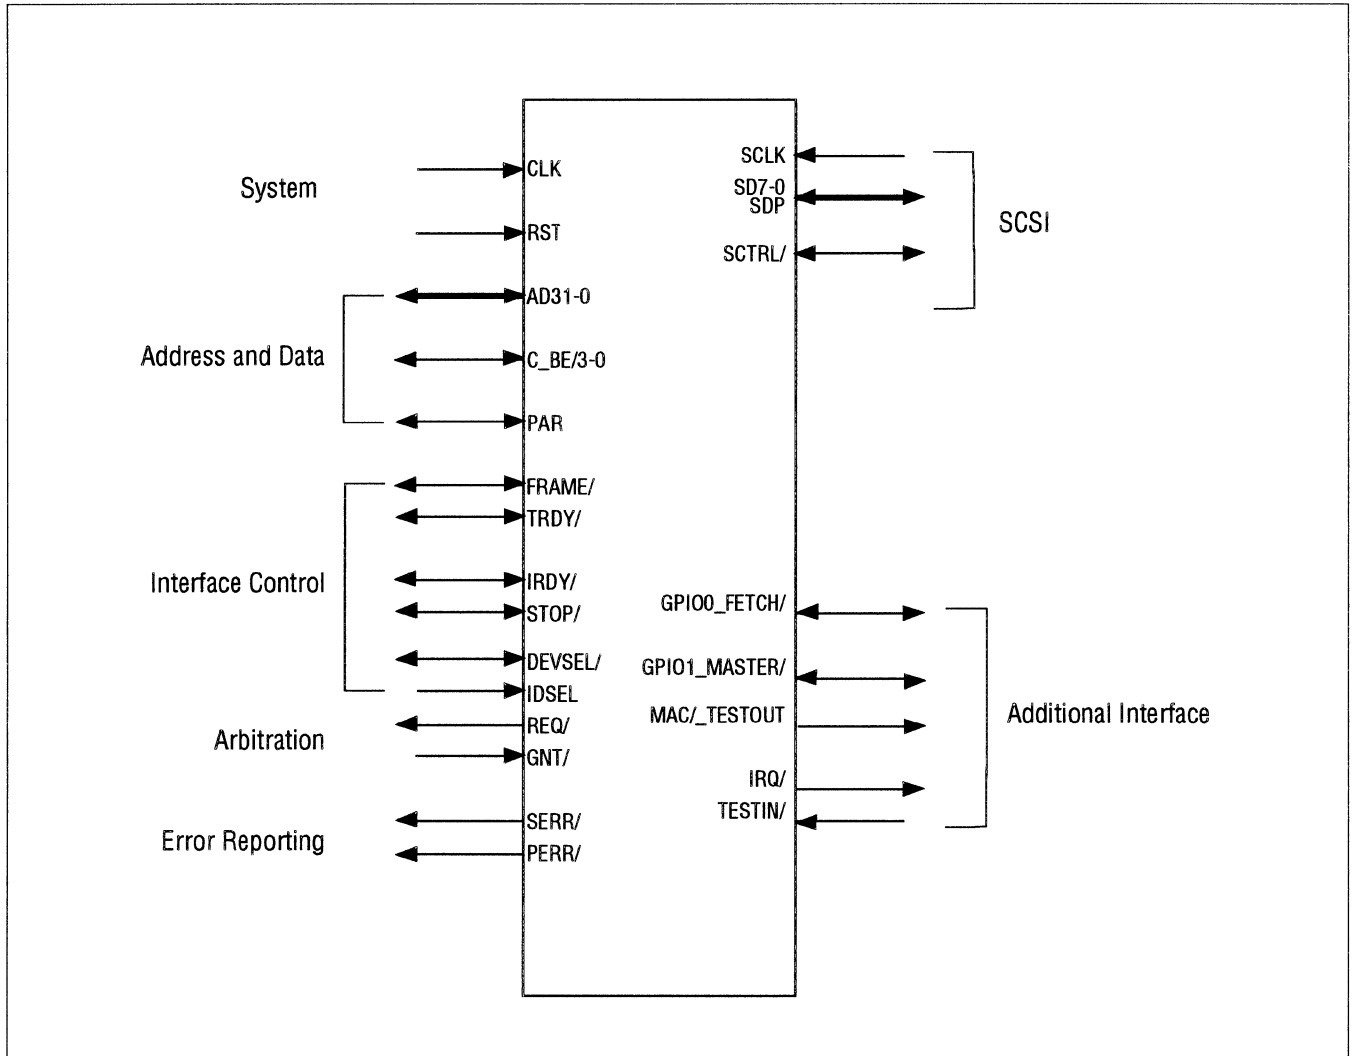 System
CLK
RST
Address and Data
AD31-0
C_BE/3-0
PAR
Interface Control
FRAME/
TRDY/
IRDY/
STOP/
DEVSEL/
IDSEL
Arbitration
REQ/
GNT/
Error Reporting
SERR/
PERR/
SCLK
SD7-0
SDP
SCTRL/
SCSI
GPIO0_FETCH/
GPIO1_MASTER/
MAC/_TESTOUT
IRQ/
TESTIN/
Additional Interface